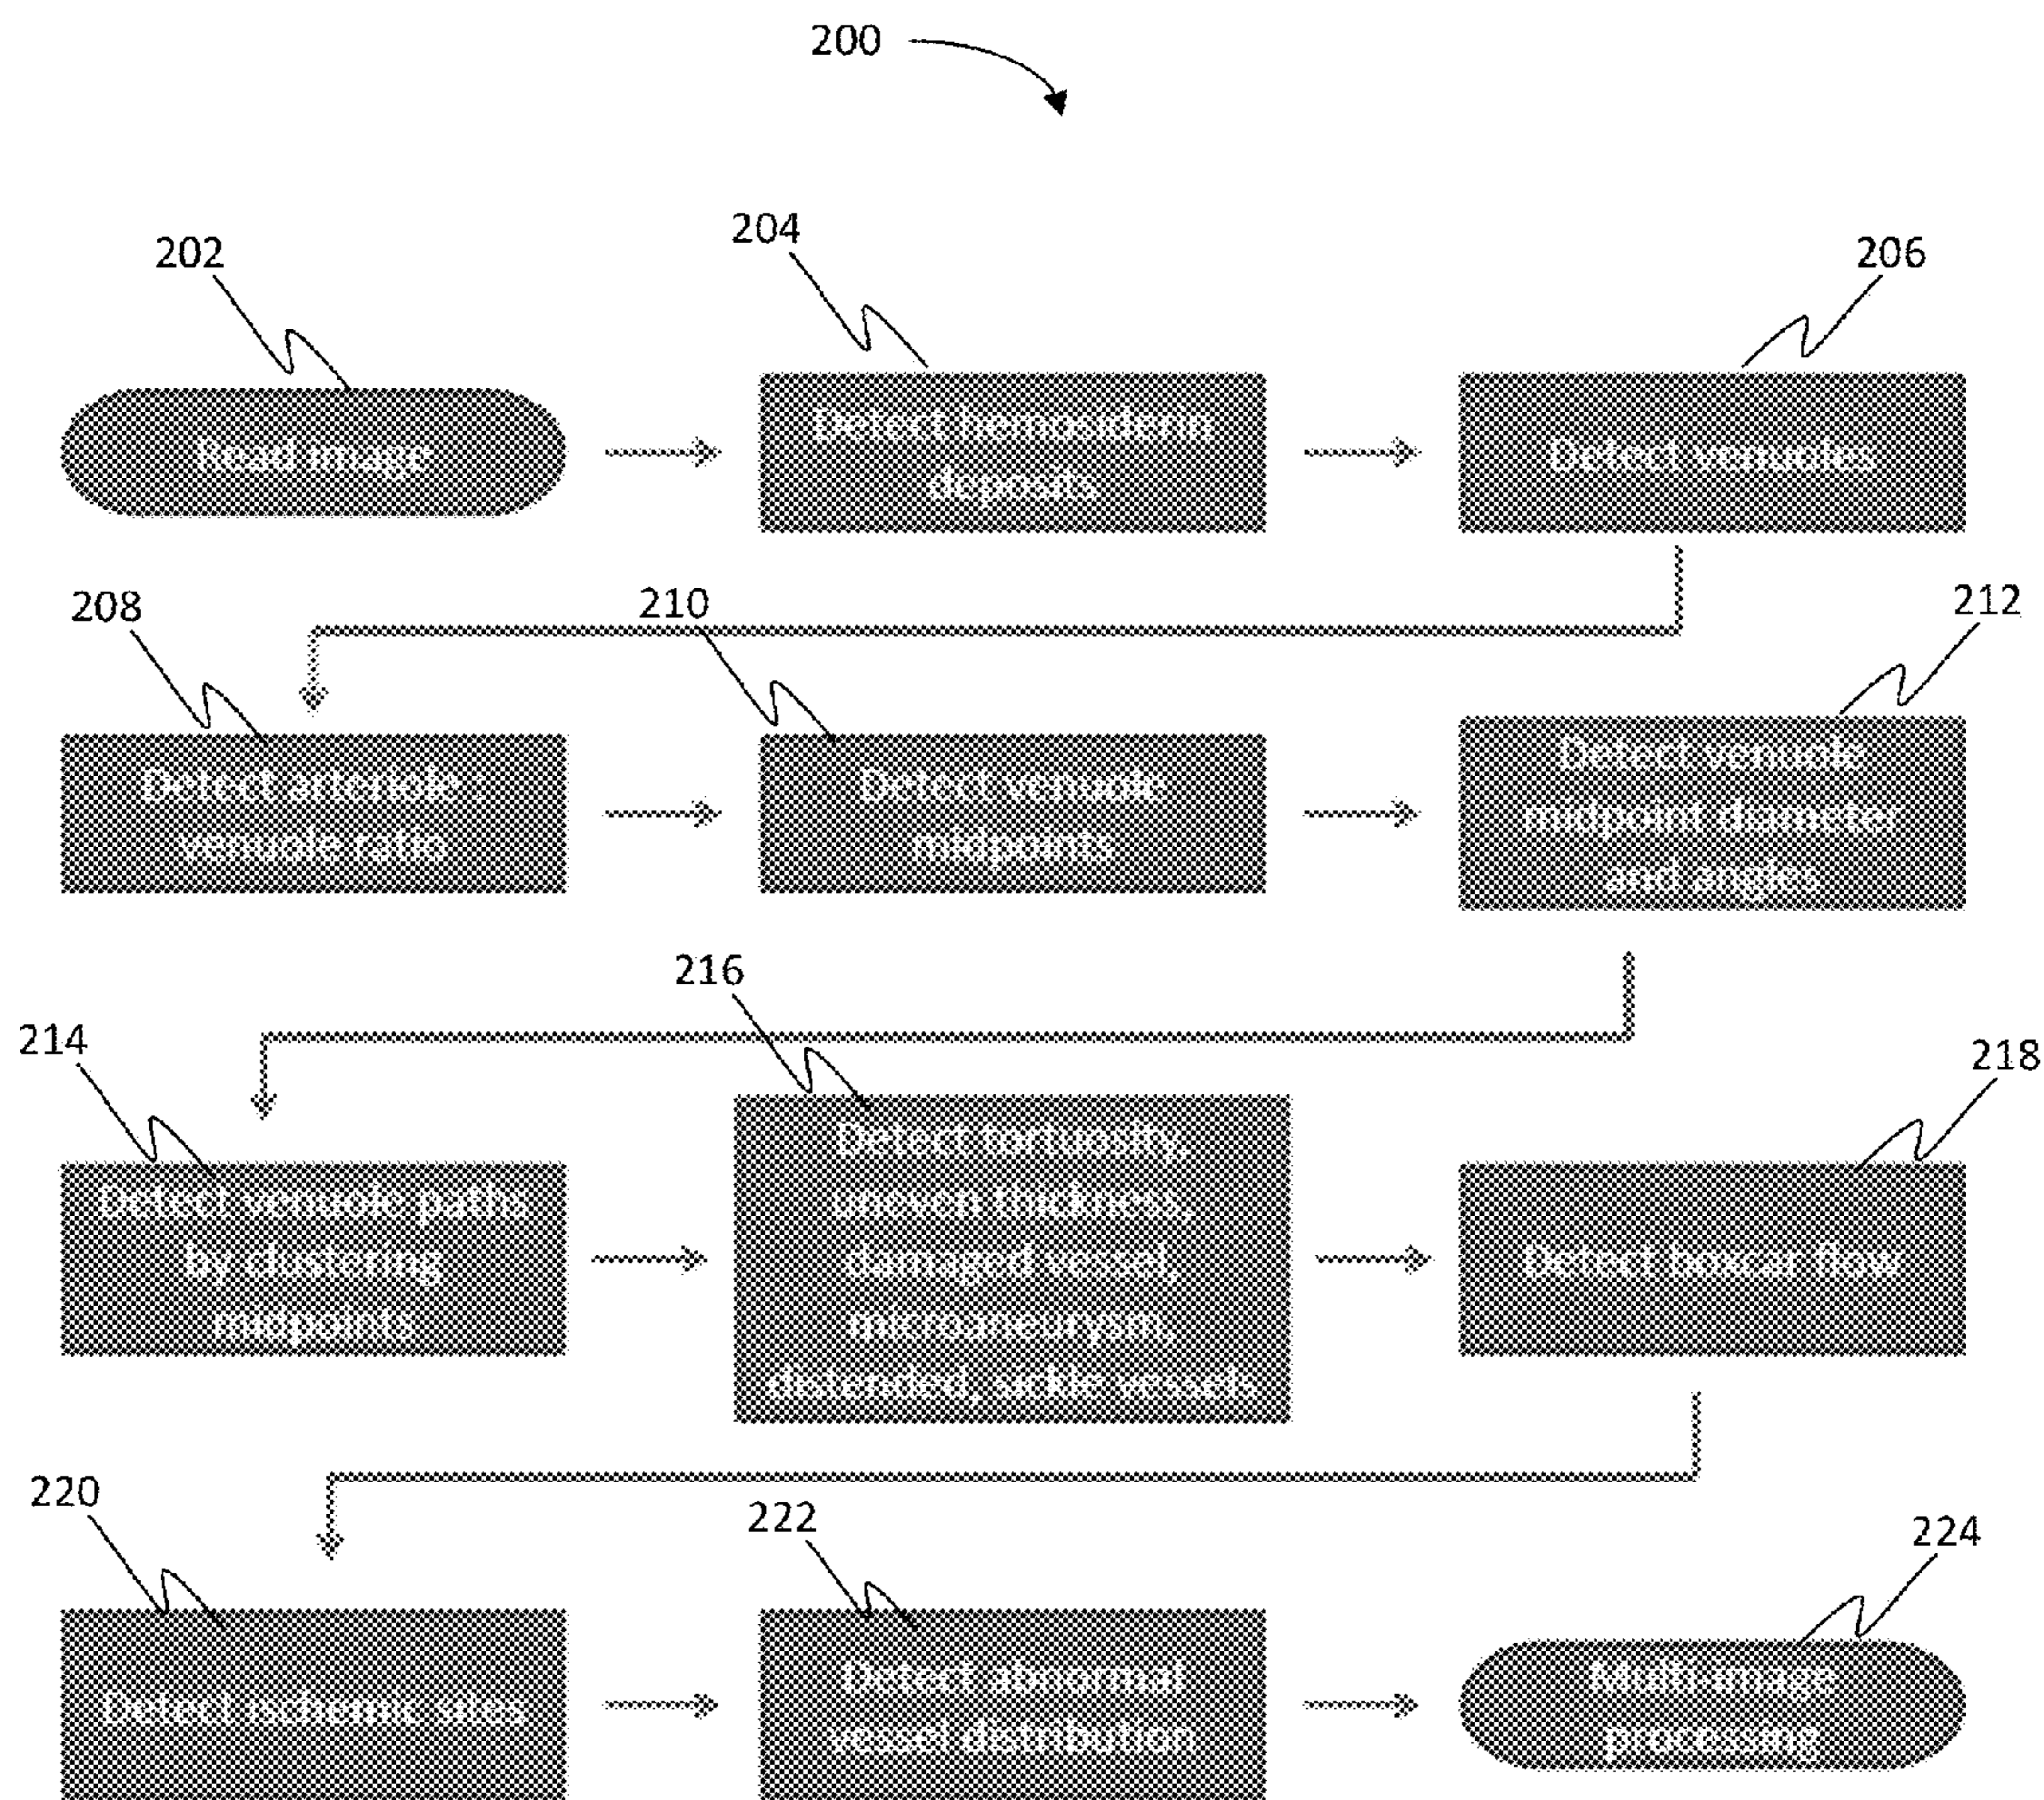 200
202
204
206
Read image
Detect hemosiderin
deposits
Detect venuoles
208
210
212
Detect arteriole :
venuole ratio
Detect venuole
midpoints
Detect venuole
midpoint diameter
and angles
214
216
218
Detect venuole paths
by clustering
midpoints
Detect tortuosity,
uneven thickness,
damaged vessel,
microaneurysm,
distended, sickle vessels
Detect boxcar flow
220
222
224
Detect ischemic sites
Detect abnormal
vessel distribution
Multi-image
processing